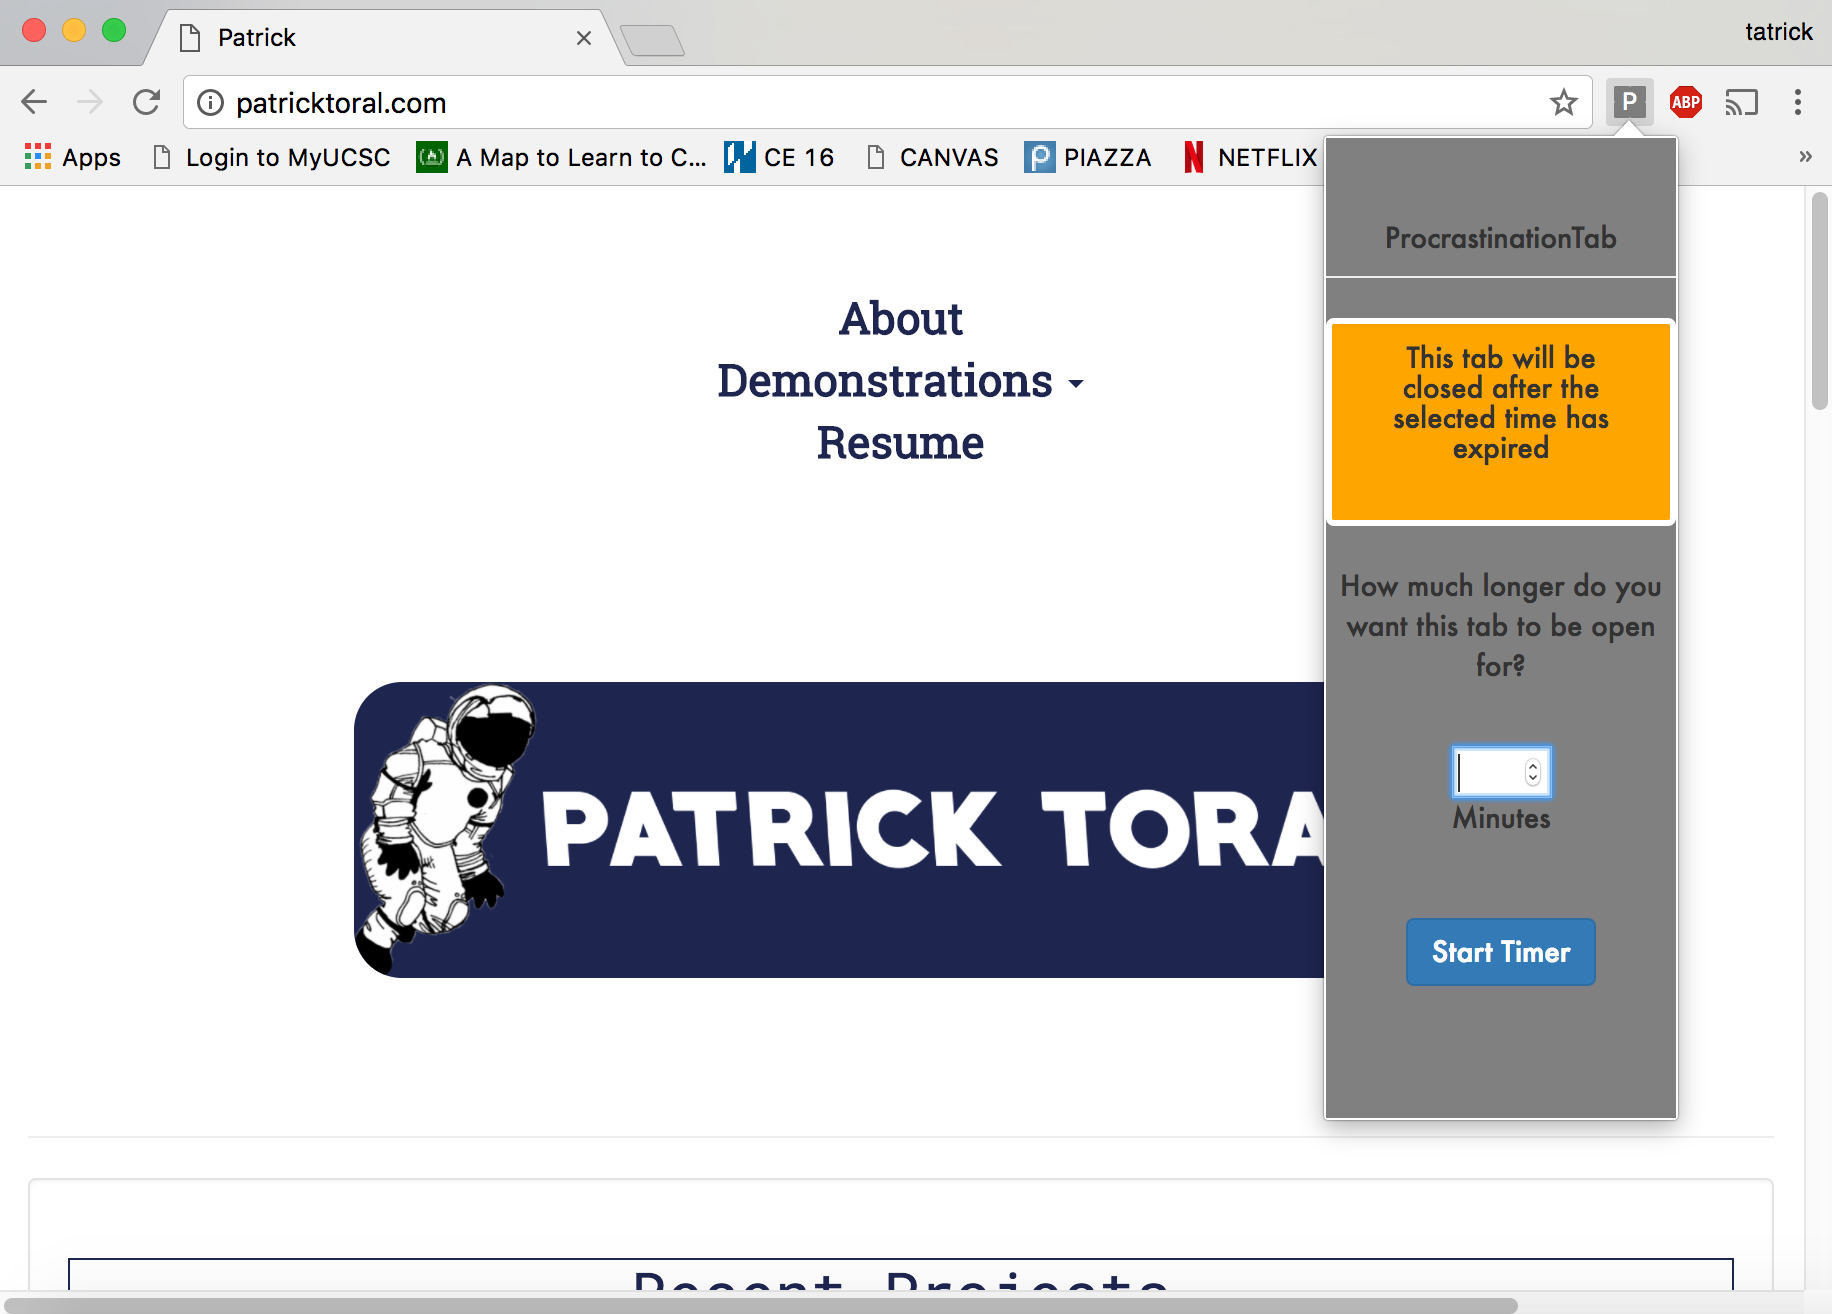 Patrick
tatrick
patricktoral.com
P
ABP
Apps
Login to MyUCSC
A Map to Learn to C...
CE 16
CANVAS
PIAZZA
NETFLIX
»
ProcrastinationTab
This tab will be
closed after the
selected time has
expired
How much longer do you
want this tab to be open
for?
Minutes
Start Timer
About
Demonstrations
Resume
PATRICK TORA
Recent Projects